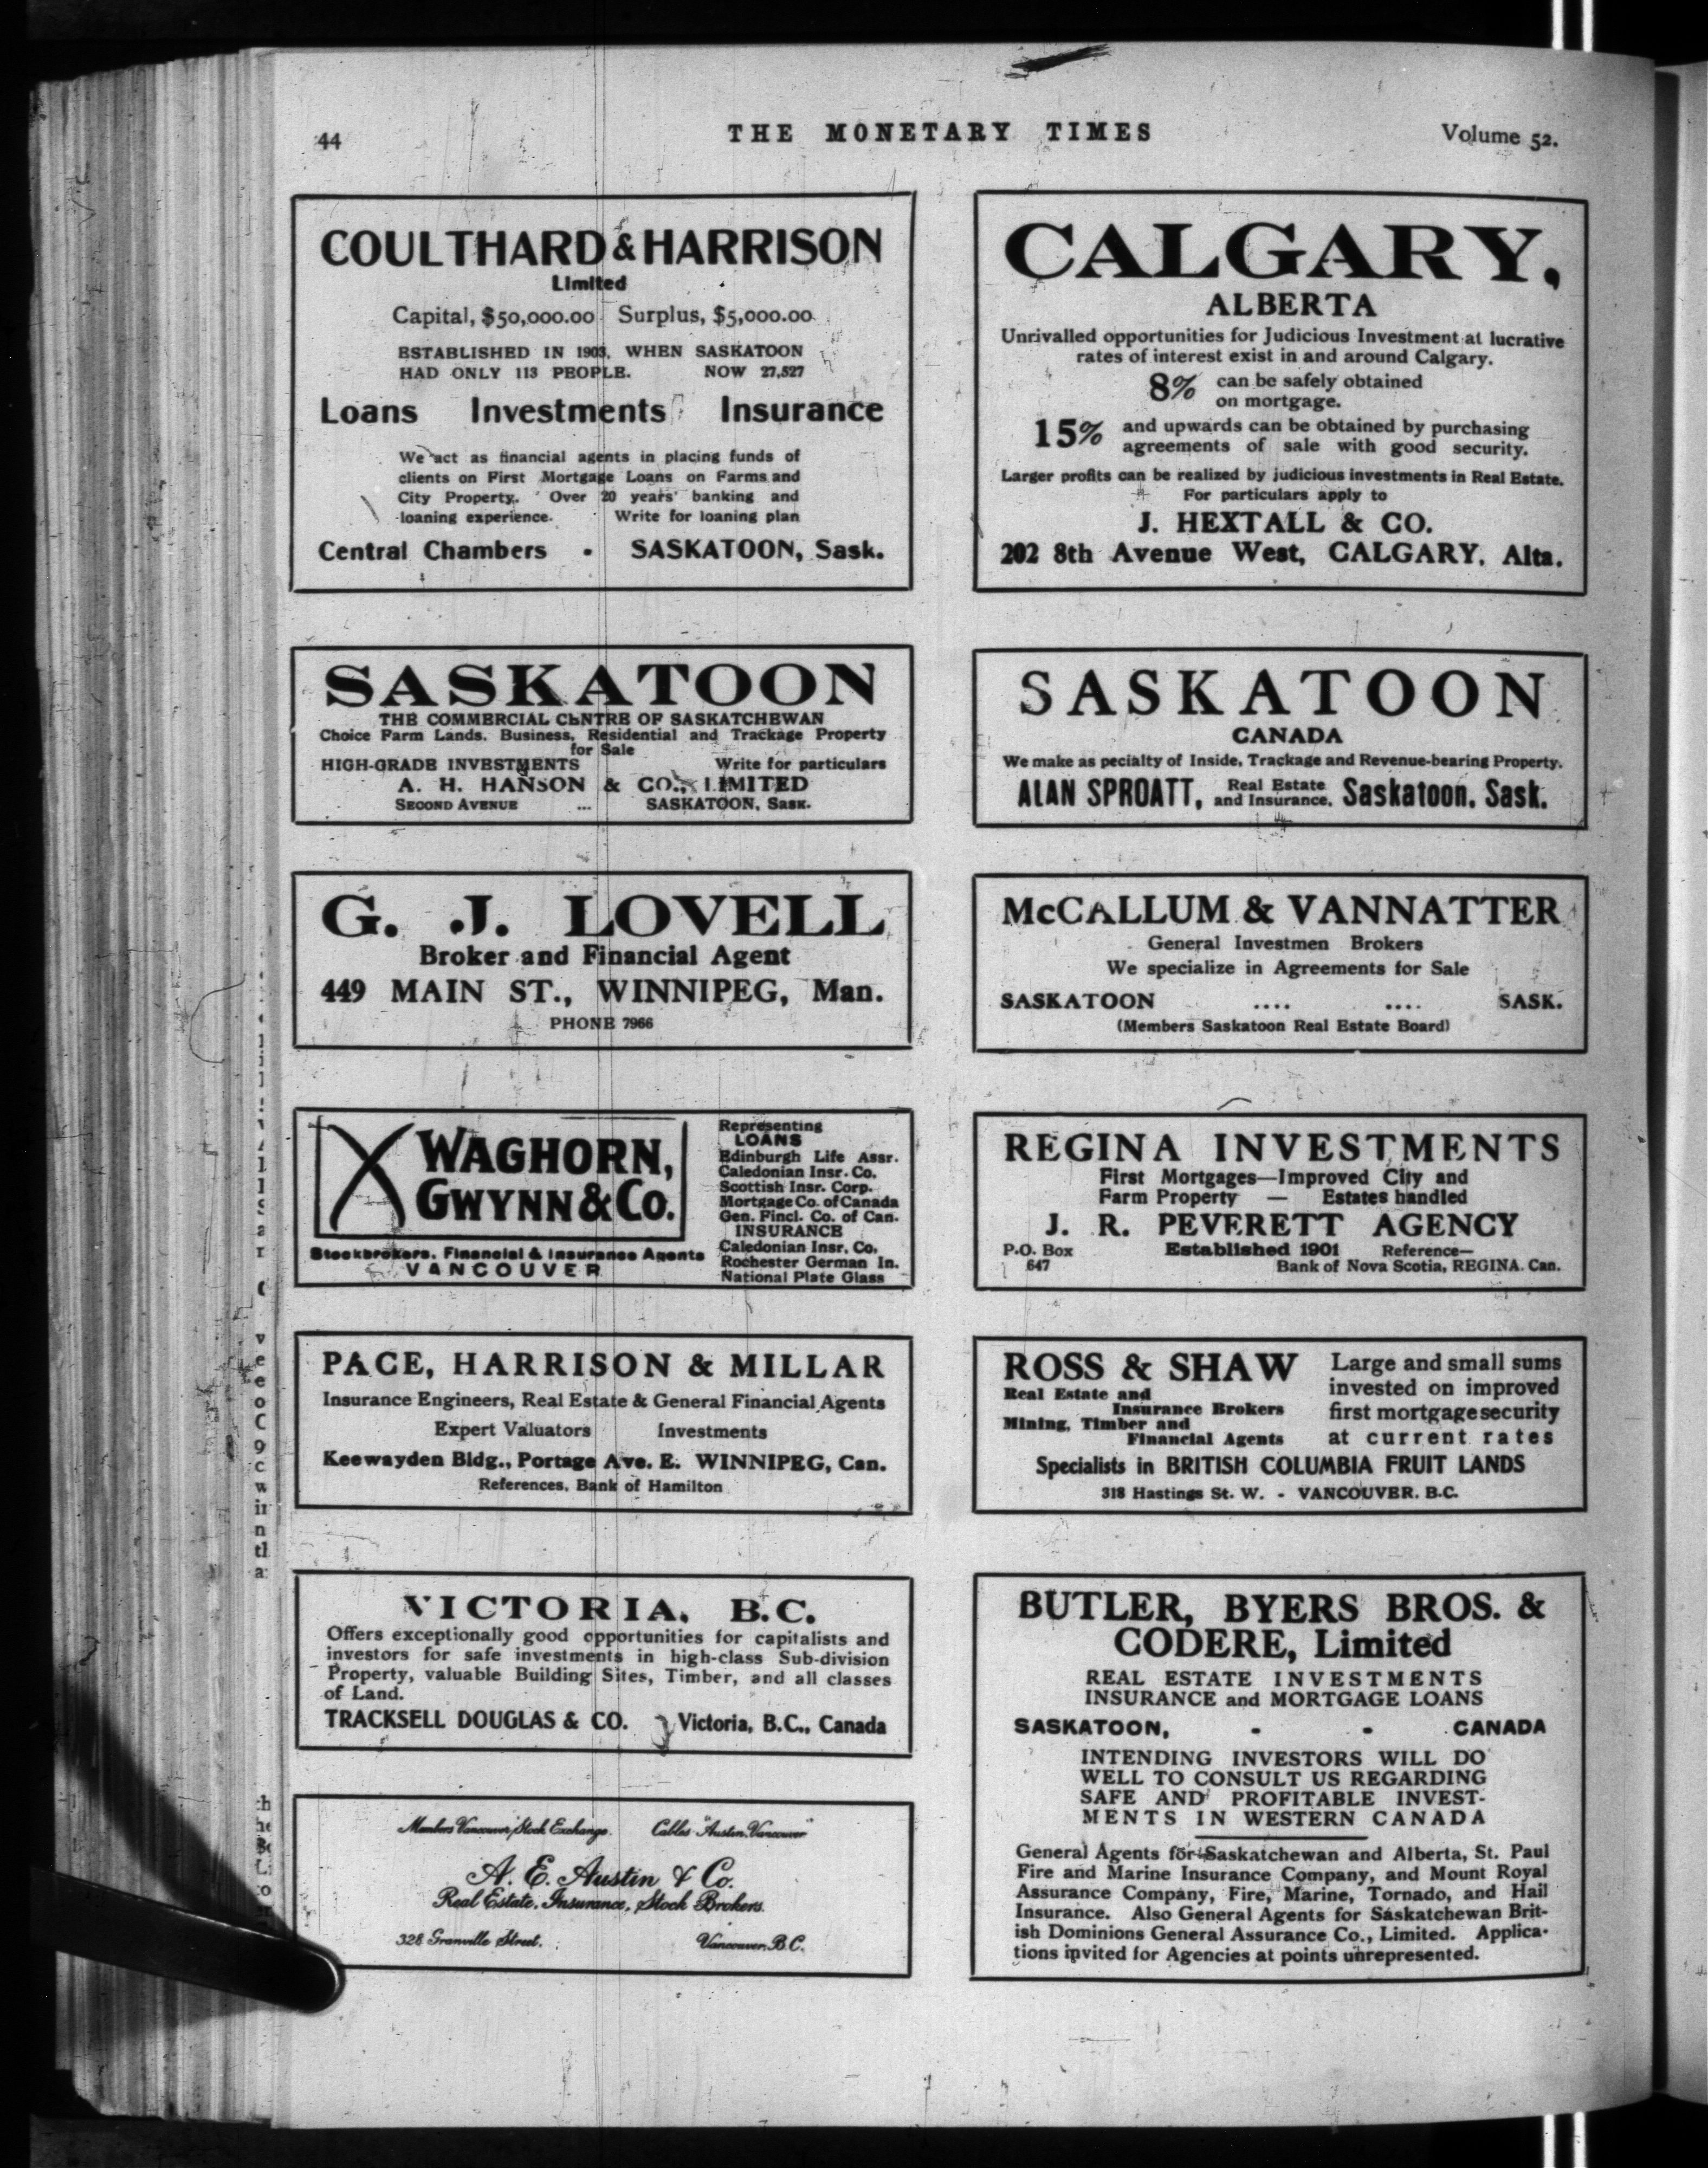 44
THE MONETARY TIMES
Volume 52.
COULTHARD & HARRISON
Limited
Capital, $50,000.00 Surplus, $5,000.00
ESTABLISHED IN 1903, WHEN SASKATOON
HAD ONLY 113 PEOPLE. NOW 27,527
Loans Investments Insurance
We act as financial agents in placing funds of
clients on First Mortgage Loans on Farms and
City Property. Over 20 years' banking and
loaning experience. Write for loaning plan
Central Chambers - SASKATOON, Sask.
SASKATOON
THE COMMERCIAL CENTRE OF SASKATCHEWAN
Choice Farm Lands. Business, Residential and Trackage Property
for Sale
HIGH-GRADE INVESTMENTS Write for particulars
A. H. HANSON & CO., LIMITED
SECOND AVENUE ... SASKATOON, SASK.
G. J. LOVELL
Broker and Financial Agent
449 MAIN ST., WINNIPEG, Man.
PHONE 7966
WAGHORN,
GWYNN & Co.
Stockbrokers, Financial & Insurance Agents
VANCOUVER
Representing
LOANS
Edinburgh Life Assr.
Caledonian Insr. Co.
Scottish Insr. Corp.
Mortgage Co. of Canada
Gen. Fincl. Co. of Can.
INSURANCE
Caledonian Insr. Co.
Rochester German In.
National Plate Glass
PACE, HARRISON & MILLAR
Insurance Engineers, Real Estate & General Financial Agents
Expert Valuators Investments
Keewayden Bldg., Portage Ave. E. WINNIPEG, Can.
References, Bank of Hamilton
VICTORIA, B.C.
Offers exceptionally good opportunities for capitalists and
investors for safe investments in high-class Sub-division
Property, valuable Building Sites, Timber, and all classes
of Land.
TRACKSELL DOUGLAS & CO. Victoria, B.C., Canada
Members Vancouver Stock Exchange. Cables "Austin Vancouver"
A. E. Austin & Co.
Real Estate, Insurance, Stock Brokers.
328 Granville Street. Vancouver, B.C.
CALGARY,
ALBERTA
Unrivalled opportunities for Judicious Investment at lucrative
rates of interest exist in and around Calgary.
8% can be safely obtained
on mortgage.
15% and upwards can be obtained by purchasing
agreements of sale with good security.
Larger profits can be realized by judicious investments in Real Estate.
For particulars apply to
J. HEXTALL & CO.
202 8th Avenue West, CALGARY, Alta.
SASKATOON
CANADA
We make as pecialty of Inside, Trackage and Revenue-bearing Property.
ALAN SPROATT, Real Estate and Insurance, Saskatoon, Sask.
McCALLUM & VANNATTER
General Investmen Brokers
We specialize in Agreements for Sale
SASKATOON .... .... SASK.
(Members Saskatoon Real Estate Board)
REGINA INVESTMENTS
First Mortgages—Improved City and
Farm Property — Estates handled
J. R. PEVERETT AGENCY
P.O. Box Established 1901 Reference—
647 Bank of Nova Scotia, REGINA. Can.
ROSS & SHAW
Real Estate and
Insurance Brokers
Mining, Timber and
Financial Agents
Large and small sums
invested on improved
first mortgage security
at current rates
Specialists in BRITISH COLUMBIA FRUIT LANDS
318 Hastings St. W. - VANCOUVER. B.C.
BUTLER, BYERS BROS. &
CODERE, Limited
REAL ESTATE INVESTMENTS
INSURANCE and MORTGAGE LOANS
SASKATOON, - - CANADA
INTENDING INVESTORS WILL DO
WELL TO CONSULT US REGARDING
SAFE AND PROFITABLE INVEST-
MENTS IN WESTERN CANADA
General Agents for Saskatchewan and Alberta, St. Paul
Fire and Marine Insurance Company, and Mount Royal
Assurance Company, Fire, Marine, Tornado, and Hail
Insurance. Also General Agents for Saskatchewan Brit-
ish Dominions General Assurance Co., Limited. Applica-
tions invited for Agencies at points unrepresented.